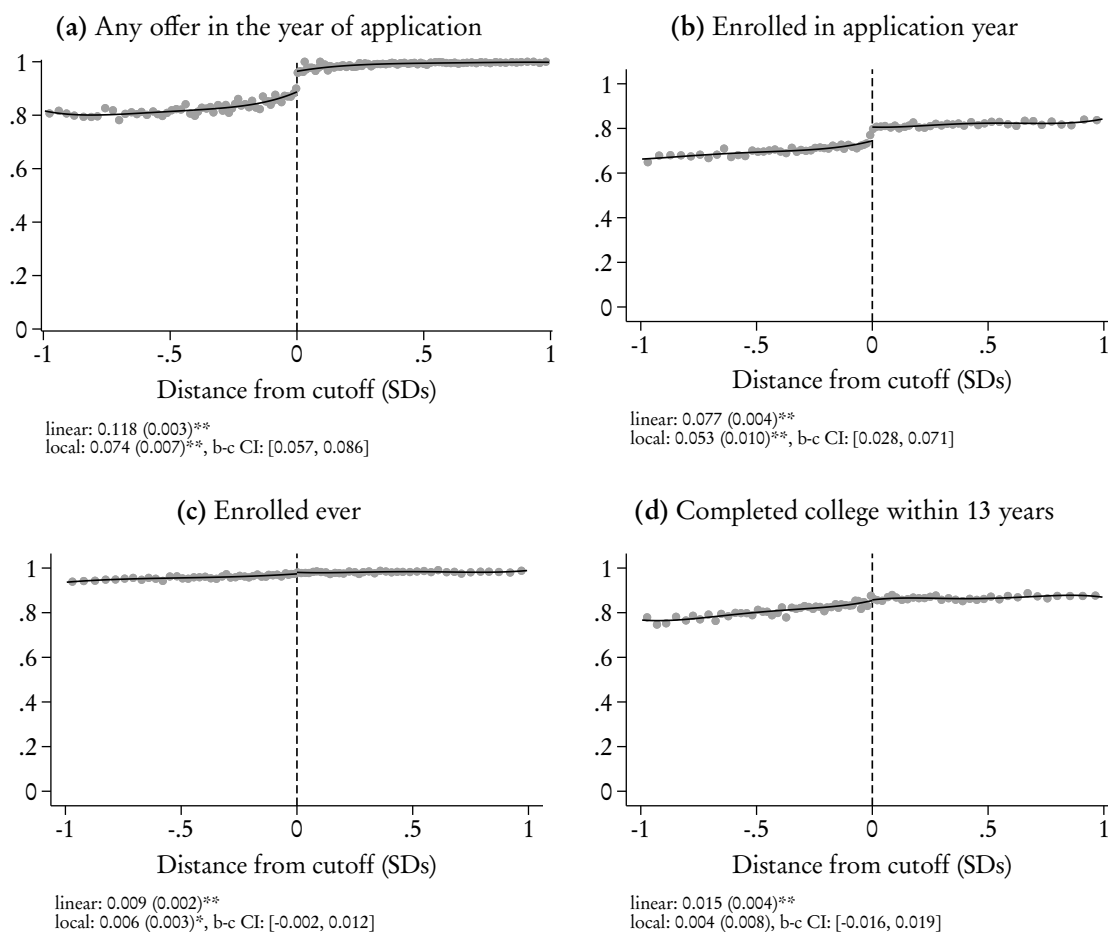 (a) Any offer in the year of application
1
.8
.6
.4
.2
0
-1 -.5 0 .5 1
Distance from cutoff (SDs)
linear: 0.118 (0.003)**
local: 0.074 (0.007)**, b-c CI: [0.057, 0.086]
(b) Enrolled in application year
1
.8
.6
.4
.2
0
-1 -.5 0 .5 1
Distance from cutoff (SDs)
linear: 0.077 (0.004)**
local: 0.053 (0.010)**, b-c CI: [0.028, 0.071]
(c) Enrolled ever
1
.8
.6
.4
.2
0
-1 -.5 0 .5 1
Distance from cutoff (SDs)
linear: 0.009 (0.002)**
local: 0.006 (0.003)*, b-c CI: [-0.002, 0.012]
(d) Completed college within 13 years
1
.8
.6
.4
.2
0
-1 -.5 0 .5 1
Distance from cutoff (SDs)
linear: 0.015 (0.004)**
local: 0.004 (0.008), b-c CI: [-0.016, 0.019]